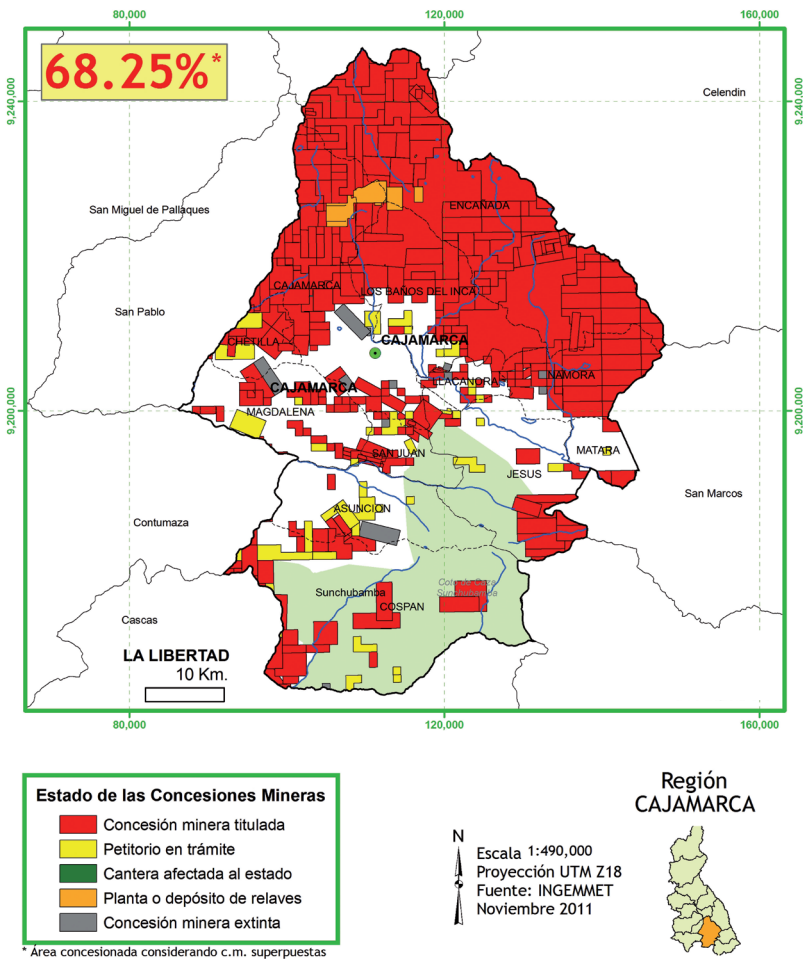 80,000 120,000 160,000
68.25%*
9,240,000
9,240,000
Celendin
San Miguel de Pallaques
ENCAÑADA
San Pablo
CAJAMARCA
LOS BAÑOS DEL INCA
CHETILLA
CAJAMARCA
CAJAMARCA
LLACANORA
NAMORA
9,200,000
9,200,000
MAGDALENA
SAN JUAN
MATARA
JESUS
San Marcos
Contumaza
ASUNCION
Coto de Caza
Sunchubamba
Sunchubamba
COSPAN
Cascas
LA LIBERTAD
10 Km.
80,000 120,000 160,000
Estado de las Concesiones Mineras
Concesión minera titulada
Petitorio en trámite
Cantera afectada al estado
Planta o depósito de relaves
Concesión minera extinta
* Área concesionada considerando c.m. superpuestas
N
Escala 1:490,000
Proyección UTM Z18
Fuente: INGEMMET
Noviembre 2011
Región
CAJAMARCA